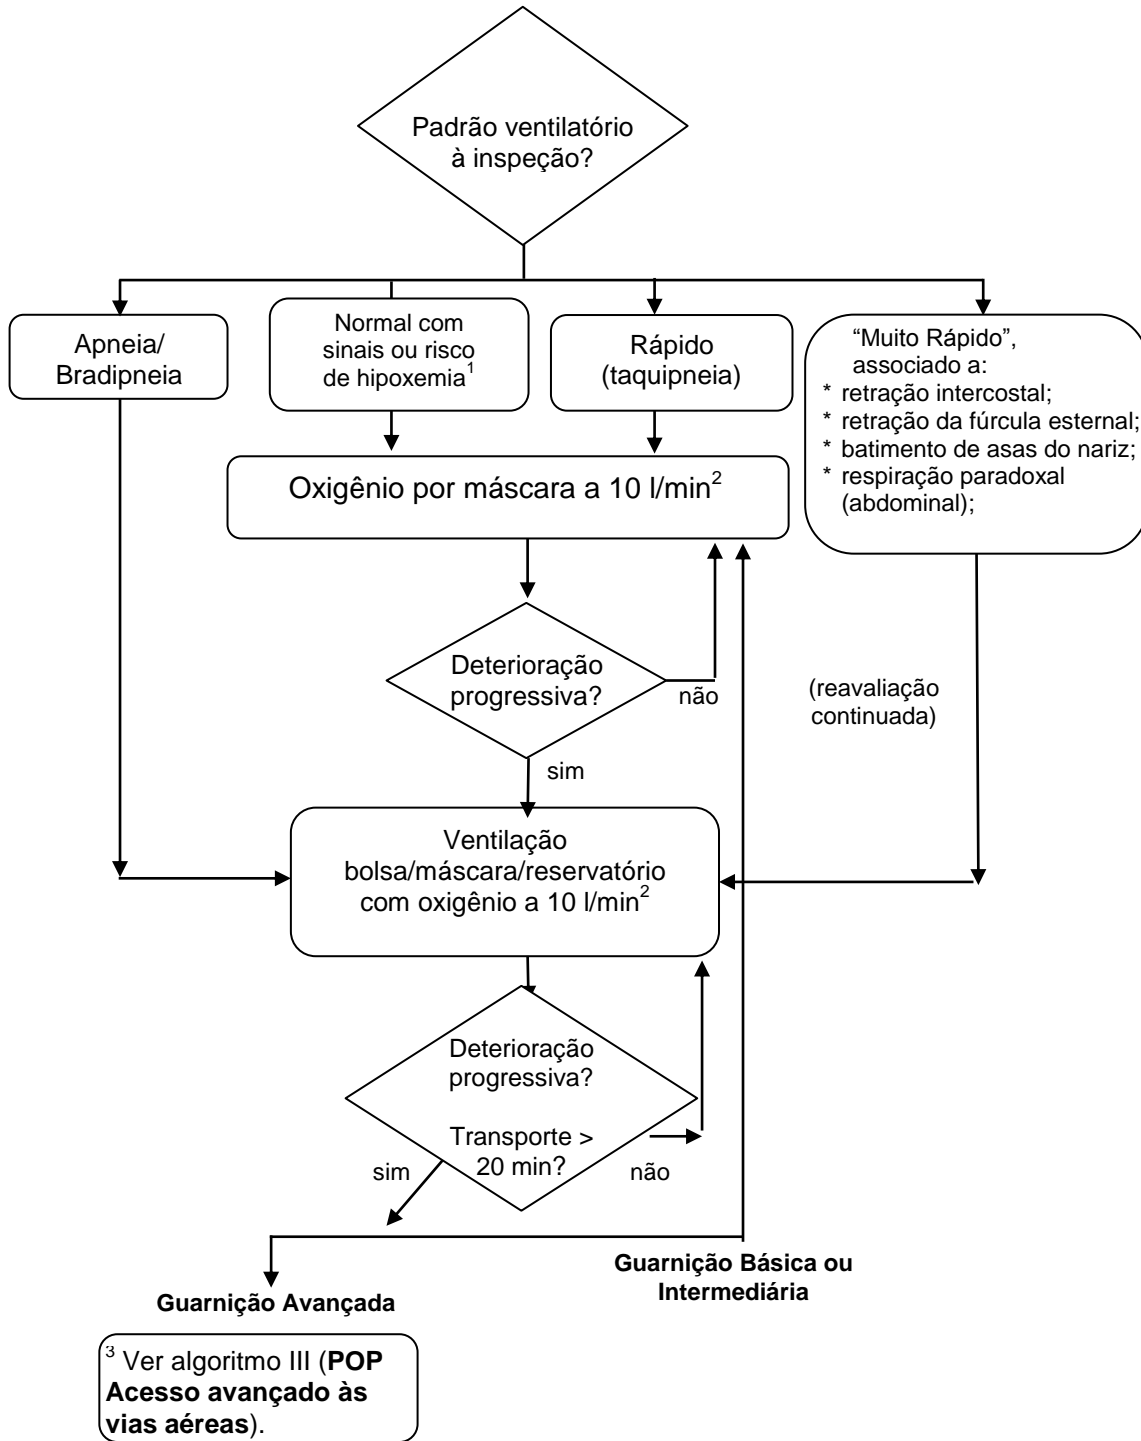 Padrão ventilatório
à inspeção?
Apneia/
Bradipneia
Normal com
sinais ou risco
de hipoxemia1
Rápido
(taquipneia)
“Muito Rápido”,
associado a:
* retração intercostal;
* retração da fúrcula esternal;
* batimento de asas do nariz;
* respiração paradoxal
(abdominal);
Oxigênio por máscara a 10 l/min2
Deterioração
progressiva?
não
(reavaliação
continuada)
sim
Ventilação
bolsa/máscara/reservatório
com oxigênio a 10 l/min2
Deterioração
progressiva?
Transporte >
20 min?
sim
não
Guarnição Básica ou
Intermediária
Guarnição Avançada
3 Ver algoritmo III (POP
Acesso avançado às
vias aéreas).